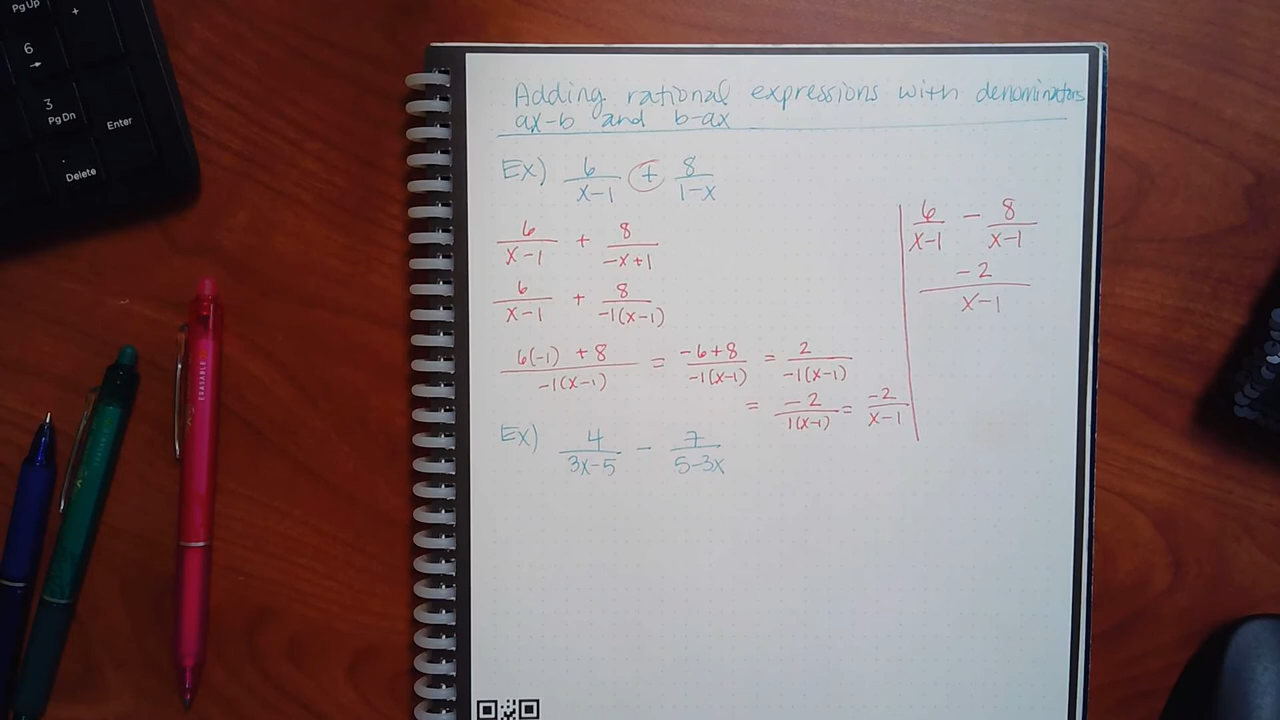 PgUp
+
6
3
PgDn
Enter
Delete
ERASABLE
Adding rational expressions with denominators
ax-b and b-ax
Ex) 6/(x-1) + 8/(1-x)
6/(x-1) + 8/(-x+1)
6/(x-1) + 8/(-1(x-1))
(6(-1) + 8)/(-1(x-1)) = (-6+8)/(-1(x-1)) = 2/(-1(x-1))
= -2/(1(x-1)) = -2/(x-1)
6/(x-1) - 8/(x-1)
-2/(x-1)
Ex) 4/(3x-5) - 7/(5-3x)